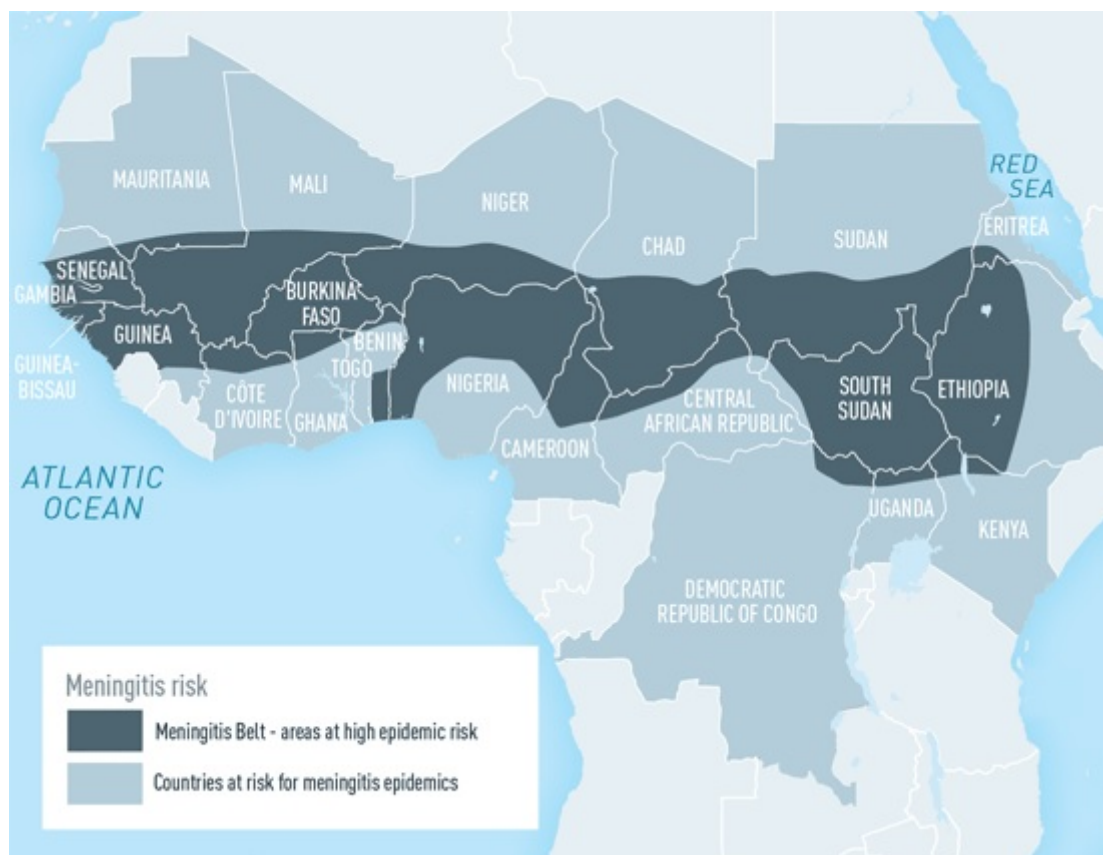 RED
SEA
MAURITANIA
MALI
NIGER
CHAD
SUDAN
ERITREA
SENEGAL
GAMBIA
BURKINA
FASO
GUINEA
GUINEA-
BISSAU
BENIN
TOGO
CÔTE
D'IVOIRE
GHANA
NIGERIA
CAMEROON
CENTRAL
AFRICAN REPUBLIC
SOUTH
SUDAN
ETHIOPIA
ATLANTIC
OCEAN
UGANDA
KENYA
DEMOCRATIC
REPUBLIC OF CONGO
Meningitis risk
Meningitis Belt - areas at high epidemic risk
Countries at risk for meningitis epidemics